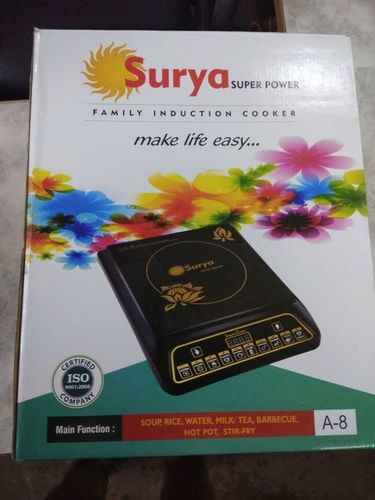 Surya SUPER POWER
FAMILY INDUCTION COOKER
make life easy...
Surya
CERTIFIED
ISO
9001:2008
COMPANY
Main Function :
SOUP, RICE, WATER, MILK/ TEA, BARBECUE,
HOT POT, STIR-FRY
A-8